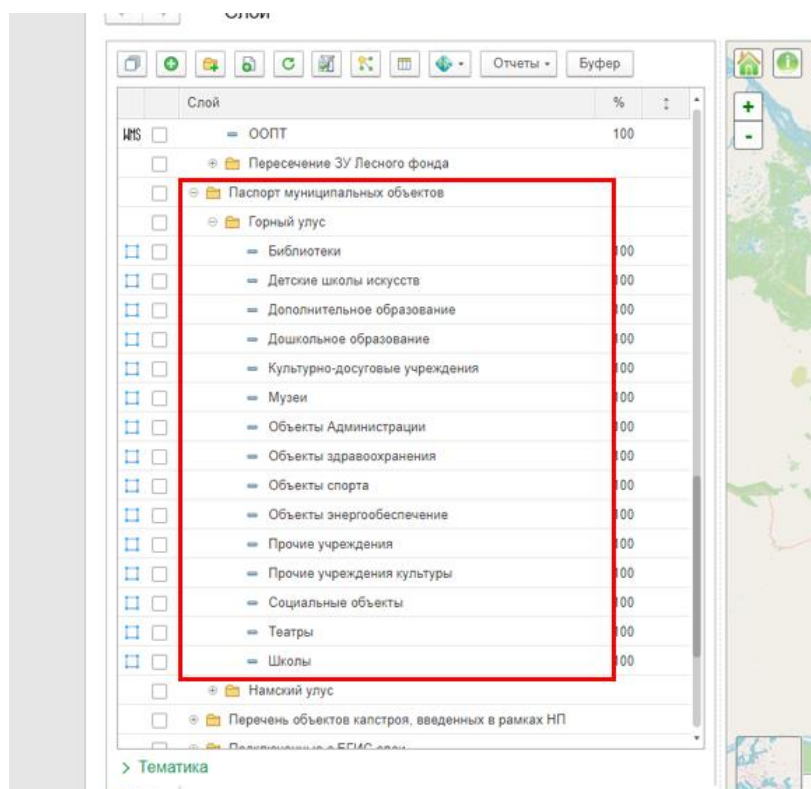 Слой
Отчеты
Буфер
Слой %
WMS ООПТ 100
Пересечение ЗУ Лесного фонда
Паспорт муниципальных объектов
Горный улус
Библиотеки 100
Детские школы искусств 100
Дополнительное образование 100
Дошкольное образование 100
Культурно-досуговые учреждения 100
Музеи 100
Объекты Администрации 100
Объекты здравоохранения 100
Объекты спорта 100
Объекты энергообеспечение 100
Прочие учреждения 100
Прочие учреждения культуры 100
Социальные объекты 100
Театры 100
Школы 100
Намский улус
Перечень объектов капстроя, введенных в рамках НП
Тематика